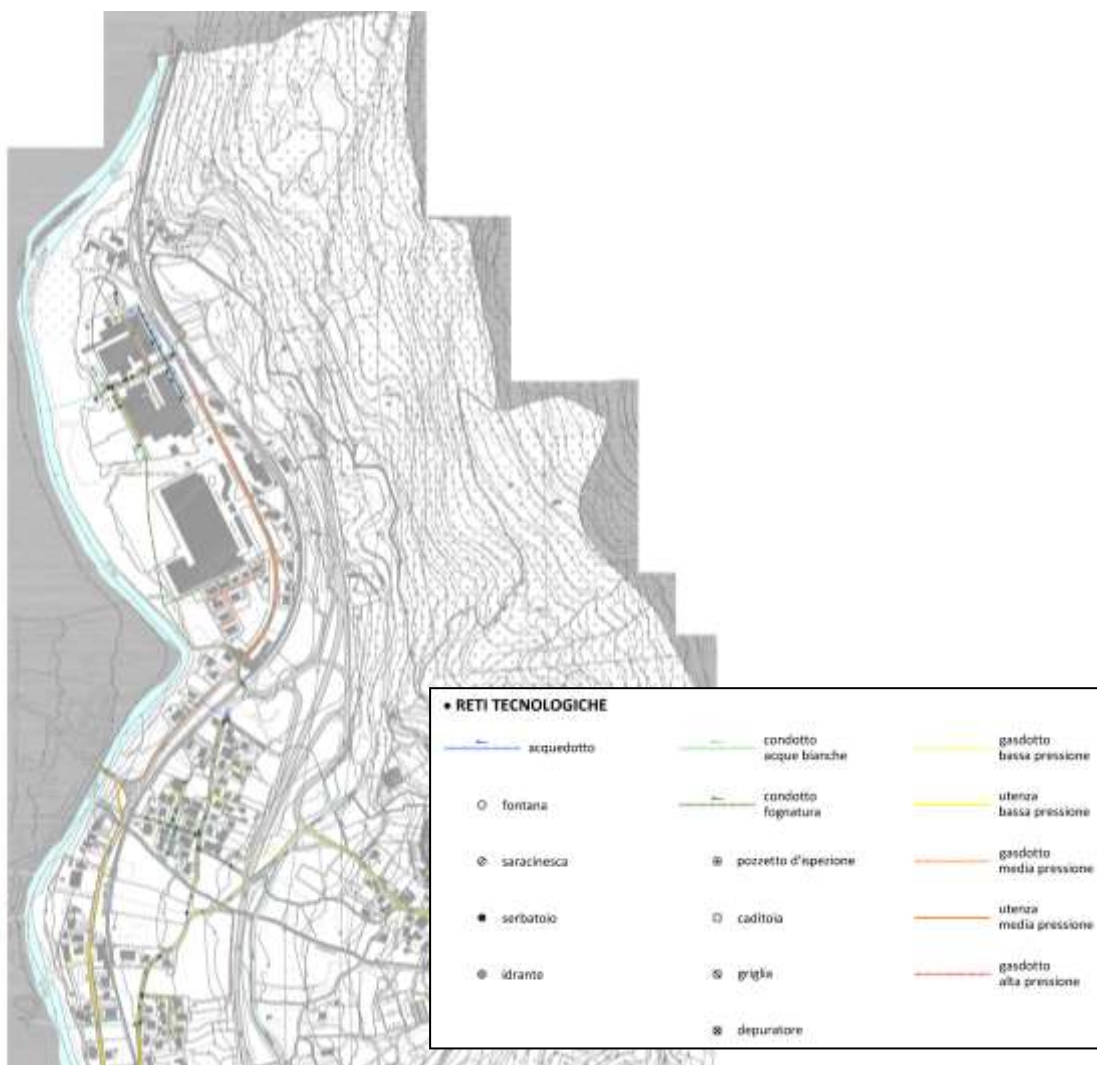 • RETI TECNOLOGICHE
acquedotto
fontana
saracinesca
serbatoio
idrante
condotto
acque bianche
condotto
fognatura
pozzetto d'ispezione
caditoia
griglia
depuratore
gasdotto
bassa pressione
utenza
bassa pressione
gasdotto
media pressione
utenza
media pressione
gasdotto
alta pressione